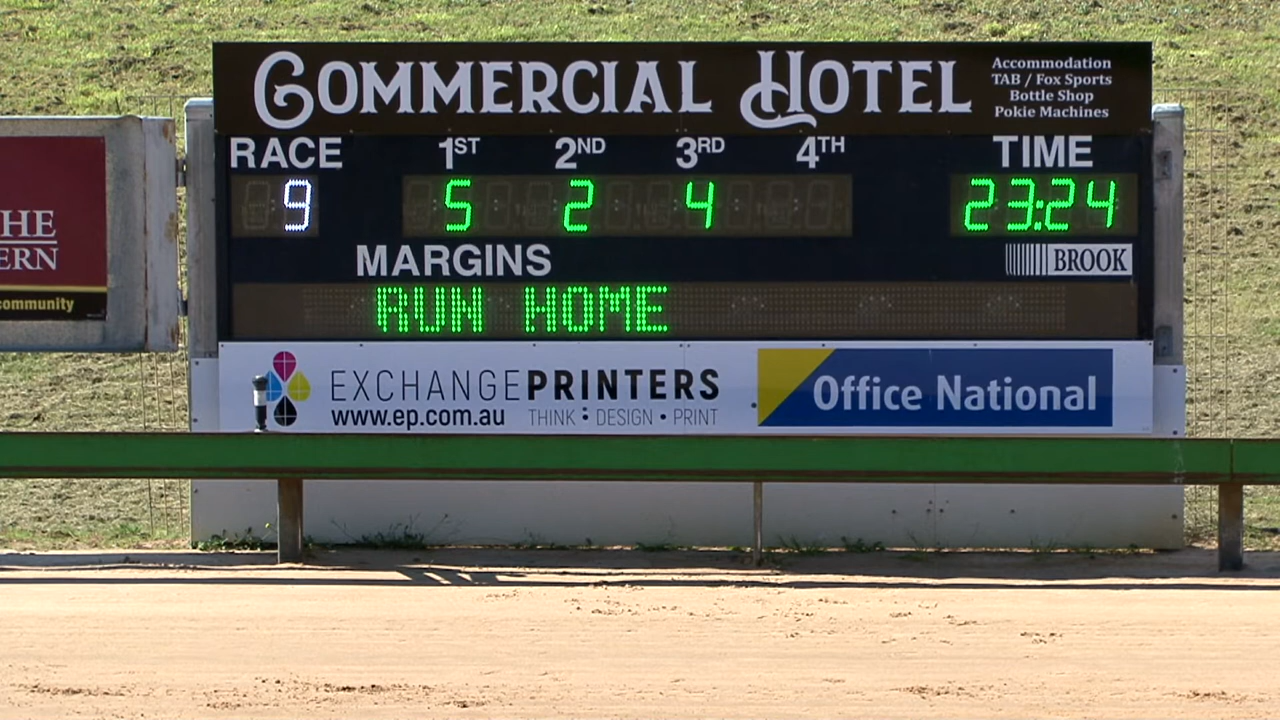 COMMERCIAL HOTEL
Accommodation
TAB / Fox Sports
Bottle Shop
Pokie Machines
RACE 1ST 2ND 3RD 4TH TIME
9 5 2 4 23:24
MARGINS
BROOK
RUN HOME
HE
ERN
community
EXCHANGEPRINTERS
www.ep.com.au THINK : DESIGN • PRINT
Office National